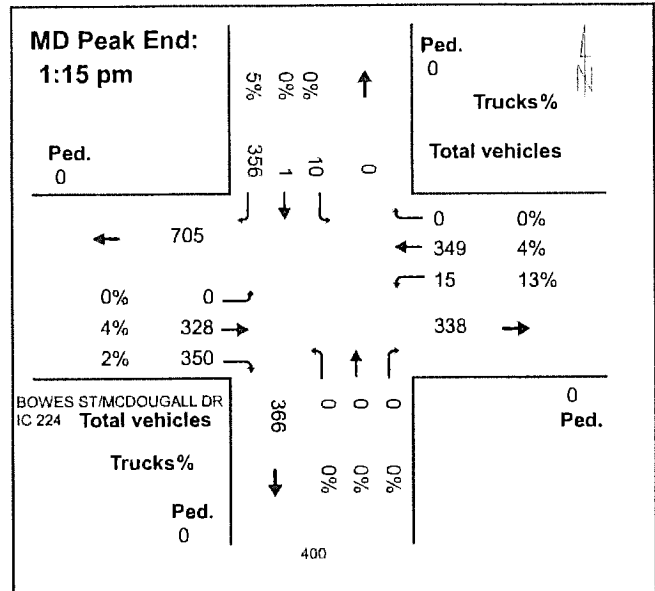 MD Peak End:
1:15 pm
Ped.
0
5% 0% 0%
356 1 10 0
Ped.
0
N
Trucks%
Total vehicles
705
0% 0
4% 328
2% 350
0 0%
349 4%
15 13%
338
BOWES ST/MCDOUGALL DR
IC 224 Total vehicles
Trucks%
Ped.
0
366 0 0 0
0% 0% 0%
400
0
Ped.